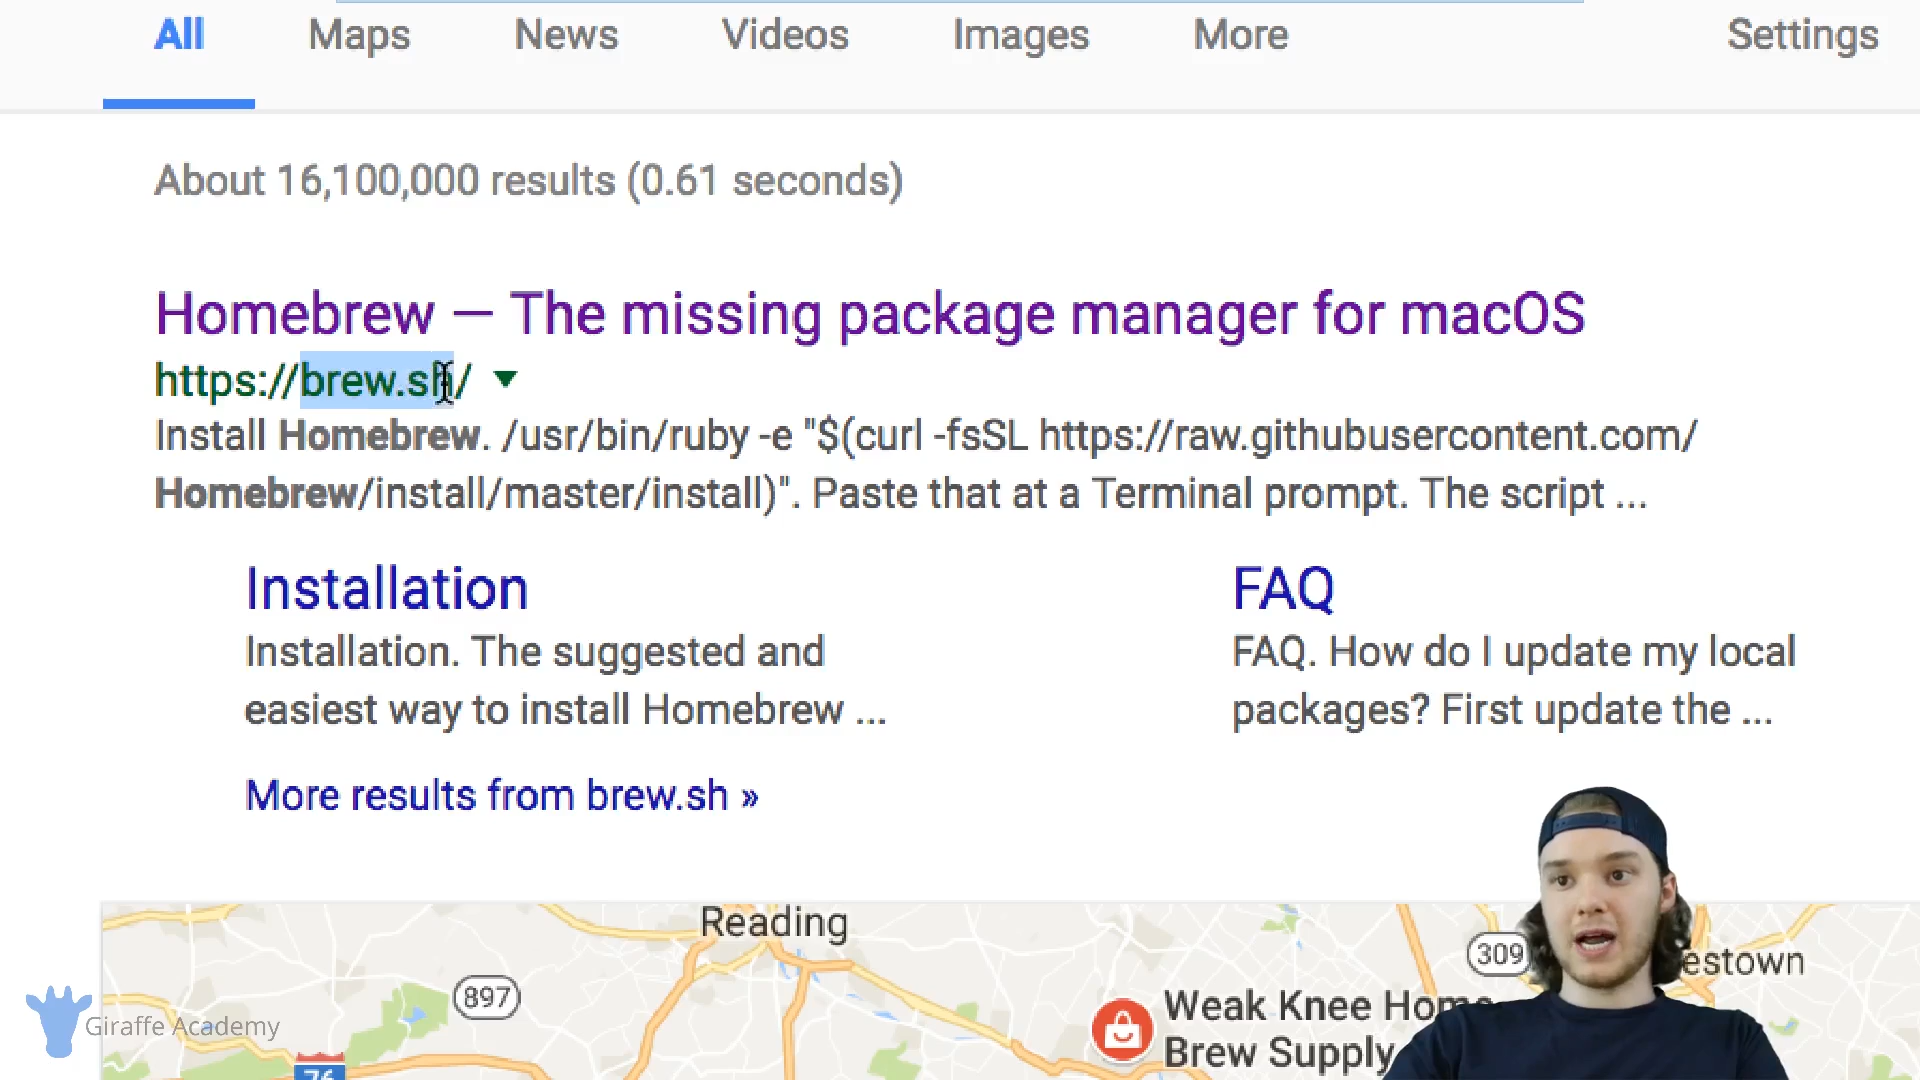 All Maps News Videos Images More Settings
About 16,100,000 results (0.61 seconds)
Homebrew — The missing package manager for macOS
https://brew.sh/
Install Homebrew. /usr/bin/ruby -e "$(curl -fsSL https://raw.githubusercontent.com/
Homebrew/install/master/install)". Paste that at a Terminal prompt. The script ...
Installation
Installation. The suggested and
easiest way to install Homebrew ...
FAQ
FAQ. How do I update my local
packages? First update the ...
More results from brew.sh »
Reading
309
estown
897
Weak Knee Home
Brew Supply
Giraffe Academy
76